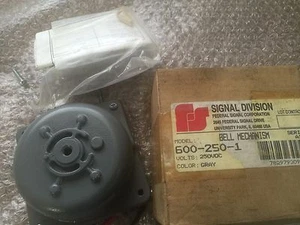 SIGNAL DIVISION
FEDERAL SIGNAL CORPORATION
2645 FEDERAL SIGNAL DRIVE
UNIVERSITY PARK, IL 60466 USA
BELL MECHANISM
MODEL
600-250-1
VOLTS: 250VDC
COLOR: GRAY